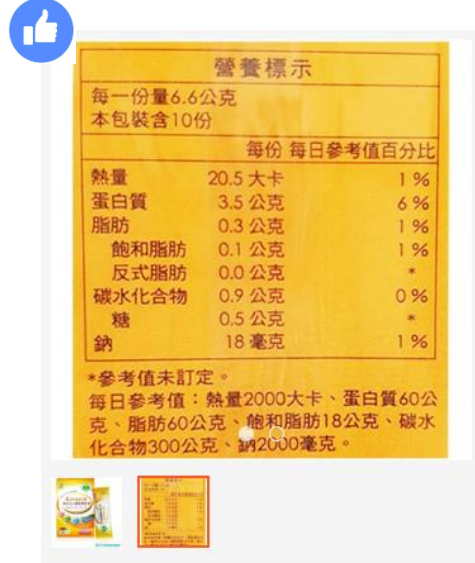 營養標示
每一份量6.6公克
本包裝含10份
每份 每日參考值百分比
熱量 20.5 大卡 1 %
蛋白質 3.5 公克 6 %
脂肪 0.3 公克 1 %
飽和脂肪 0.1 公克 1 %
反式脂肪 0.0 公克 *
碳水化合物 0.9 公克 0 %
糖 0.5 公克 *
鈉 18 毫克 1 %
*參考值未訂定。
每日參考值：熱量2000大卡、蛋白質60公
克、脂肪60公克、飽和脂肪18公克、碳水
化合物300公克、鈉2000毫克。